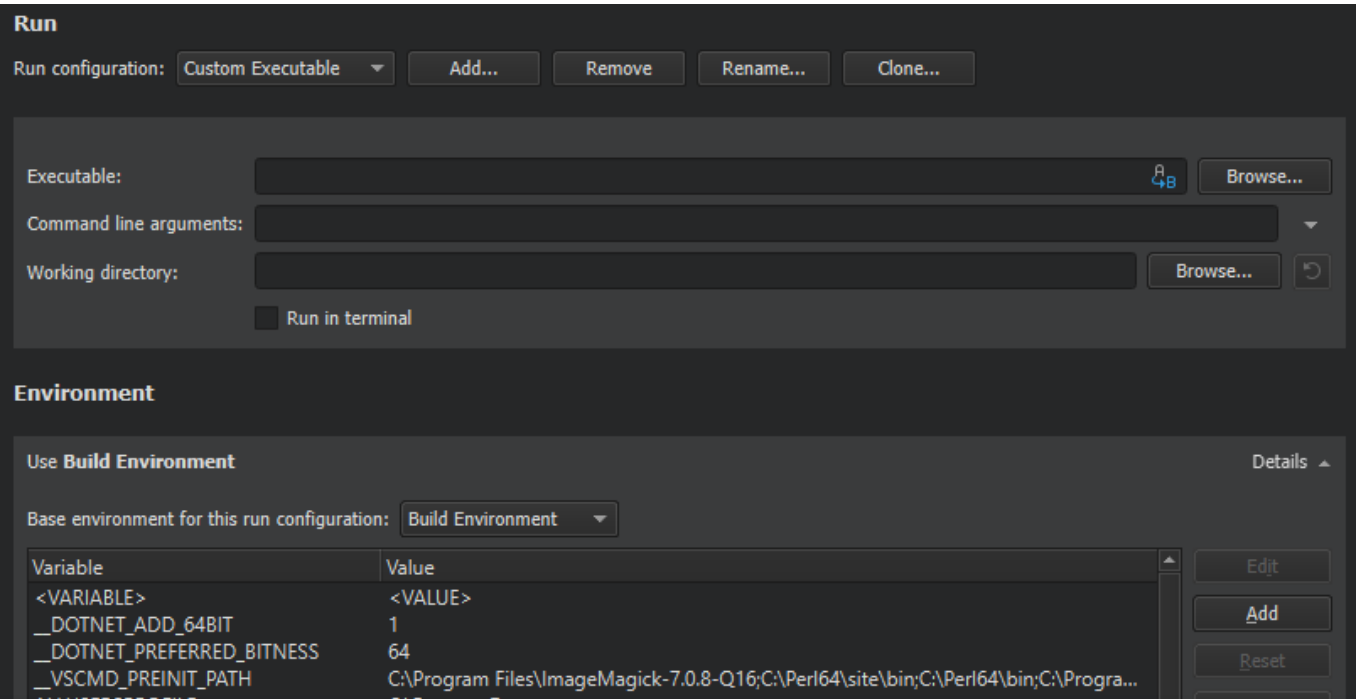 Run
Run configuration: Custom Executable Add... Remove Rename... Clone...
Executable: Browse...
Command line arguments:
Working directory: Browse...
Run in terminal
Environment
Use Build Environment Details
Base environment for this run configuration: Build Environment
Variable Value Edit
<VARIABLE> <VALUE>
__DOTNET_ADD_64BIT 1 Add
__DOTNET_PREFERRED_BITNESS 64 Reset
__VSCMD_PREINIT_PATH C:\Program Files\ImageMagick-7.0.8-Q16;C:\Perl64\site\bin;C:\Perl64\bin;C:\Progra...